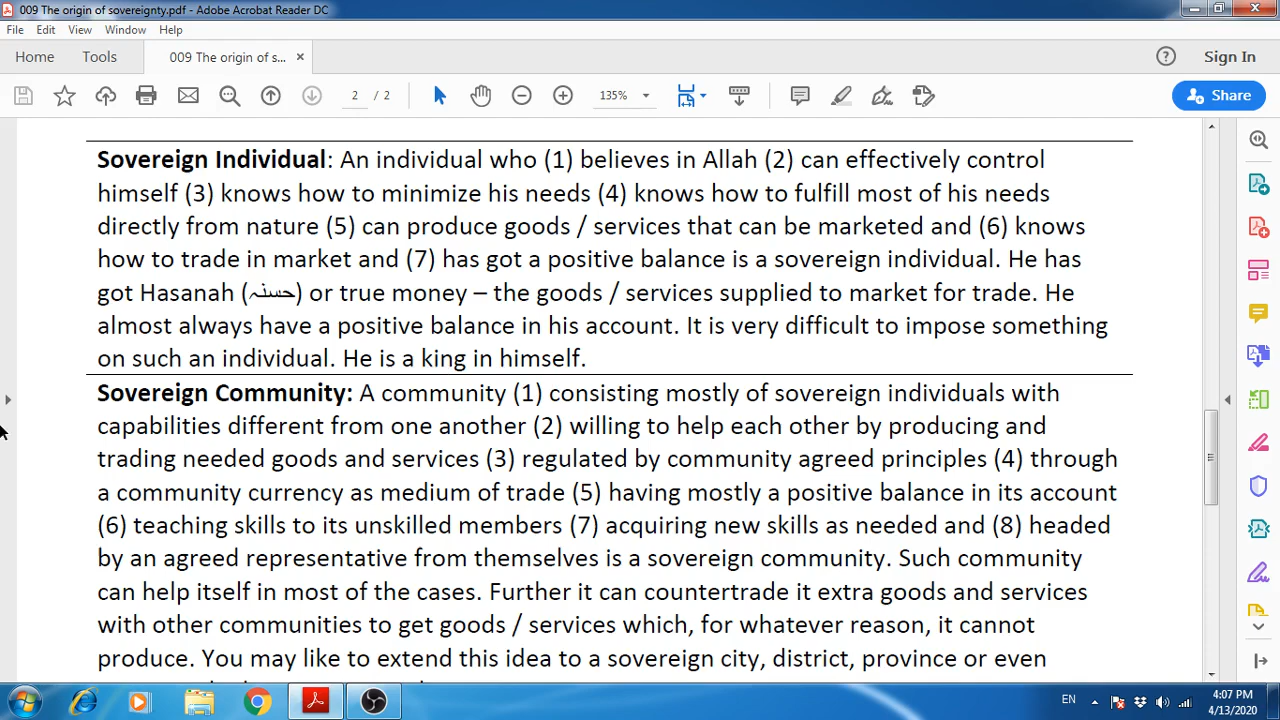 009 The origin of sovereignty.pdf - Adobe Acrobat Reader DC
File Edit View Window Help
Home Tools 009 The origin of s... ×
Sign In
2 / 2 135% Share
Sovereign Individual: An individual who (1) believes in Allah (2) can effectively control
himself (3) knows how to minimize his needs (4) knows how to fulfill most of his needs
directly from nature (5) can produce goods / services that can be marketed and (6) knows
how to trade in market and (7) has got a positive balance is a sovereign individual. He has
got Hasanah (حسنہ) or true money – the goods / services supplied to market for trade. He
almost always have a positive balance in his account. It is very difficult to impose something
on such an individual. He is a king in himself.
Sovereign Community: A community (1) consisting mostly of sovereign individuals with
capabilities different from one another (2) willing to help each other by producing and
trading needed goods and services (3) regulated by community agreed principles (4) through
a community currency as medium of trade (5) having mostly a positive balance in its account
(6) teaching skills to its unskilled members (7) acquiring new skills as needed and (8) headed
by an agreed representative from themselves is a sovereign community. Such community
can help itself in most of the cases. Further it can countertrade it extra goods and services
with other communities to get goods / services which, for whatever reason, it cannot
produce. You may like to extend this idea to a sovereign city, district, province or even
EN
4:07 PM
4/13/2020